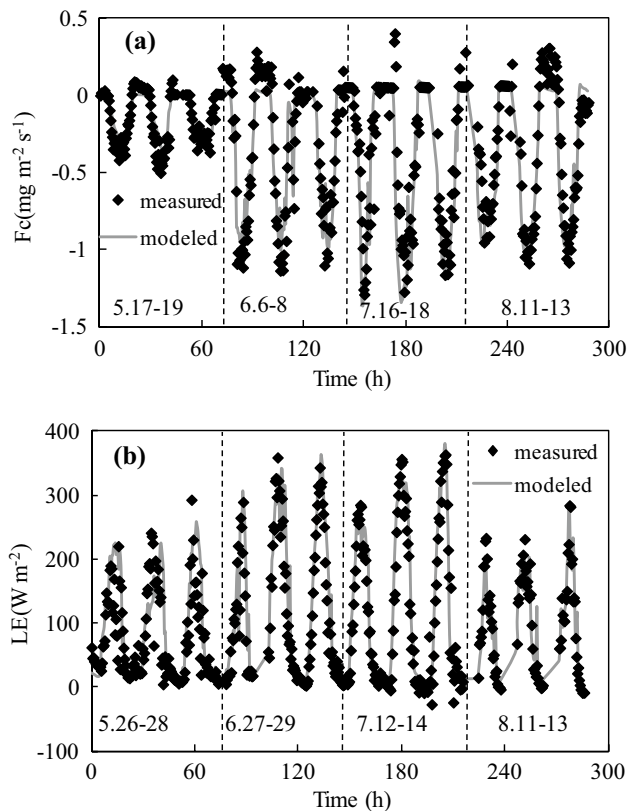 (a)
0.5
0
-0.5
-1
-1.5
Fc(mg m⁻² s⁻¹)
measured
modeled
5.17-19 6.6-8 7.16-18 8.11-13
0 60 120 180 240 300
Time (h)
(b)
400
300
200
100
0
-100
LE(W m⁻²)
measured
modeled
5.26-28 6.27-29 7.12-14 8.11-13
0 60 120 180 240 300
Time (h)